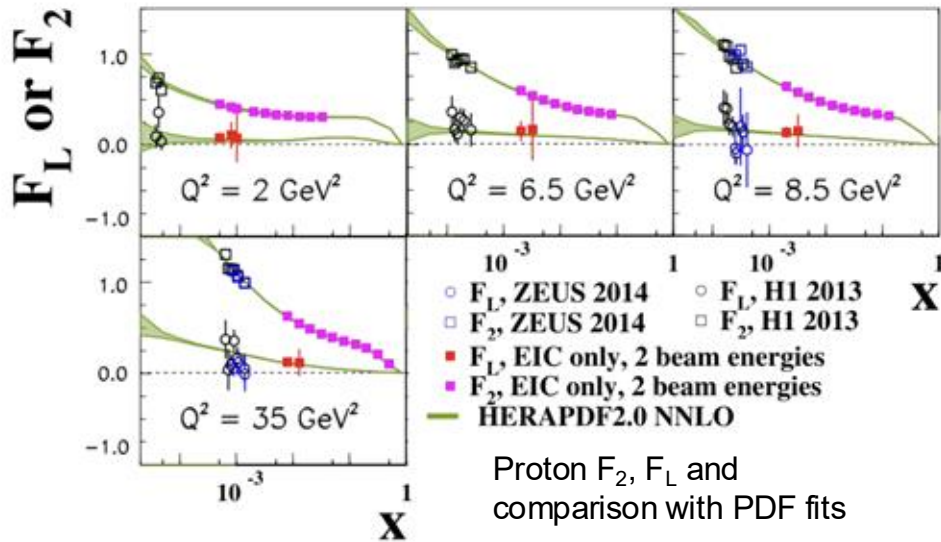 F_L or F_2
1.0
0.0
-1.0
Q² = 2 GeV²
Q² = 6.5 GeV²
Q² = 8.5 GeV²
10⁻³
1
10⁻³
1
X
1.0
0.0
-1.0
Q² = 35 GeV²
10⁻³
1
X
F_L, ZEUS 2014
F_L, H1 2013
F_2, ZEUS 2014
F_2, H1 2013
F_L, EIC only, 2 beam energies
F_2, EIC only, 2 beam energies
HERAPDF2.0 NNLO
Proton F₂, F_L and
comparison with PDF fits